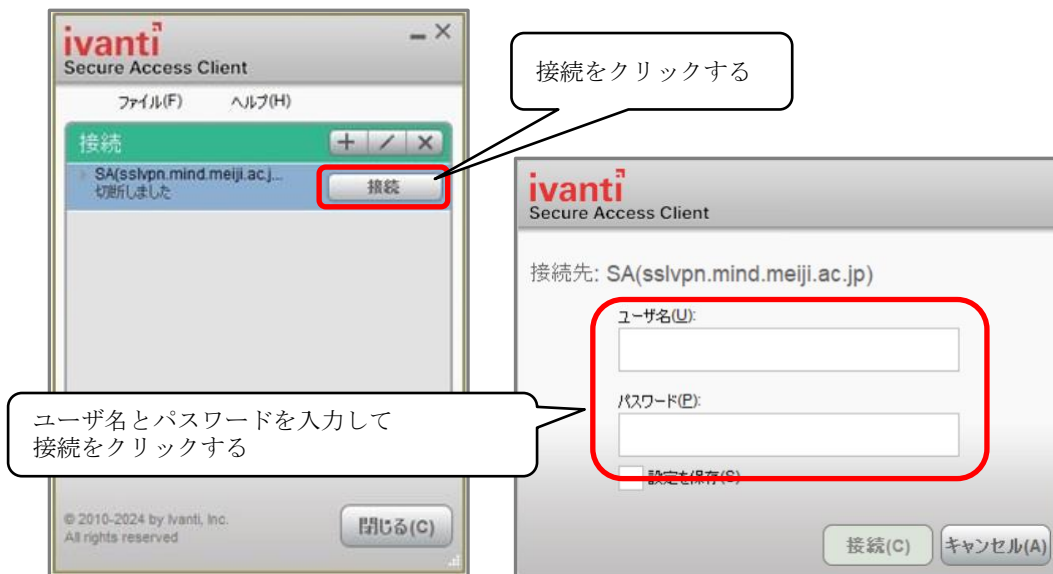 ivanti
Secure Access Client
ファイル(F) ヘルプ(H)
接続
SA(sslvpn.mind.meiji.ac.j...
切断しました
接続
© 2010-2024 by Ivanti, Inc.
All rights reserved
閉じる(C)
接続をクリックする
ivanti
Secure Access Client
接続先: SA(sslvpn.mind.meiji.ac.jp)
ユーザ名(U):
パスワード(P):
設定を保存(S)
接続(C) キャンセル(A)
ユーザ名とパスワードを入力して
接続をクリックする